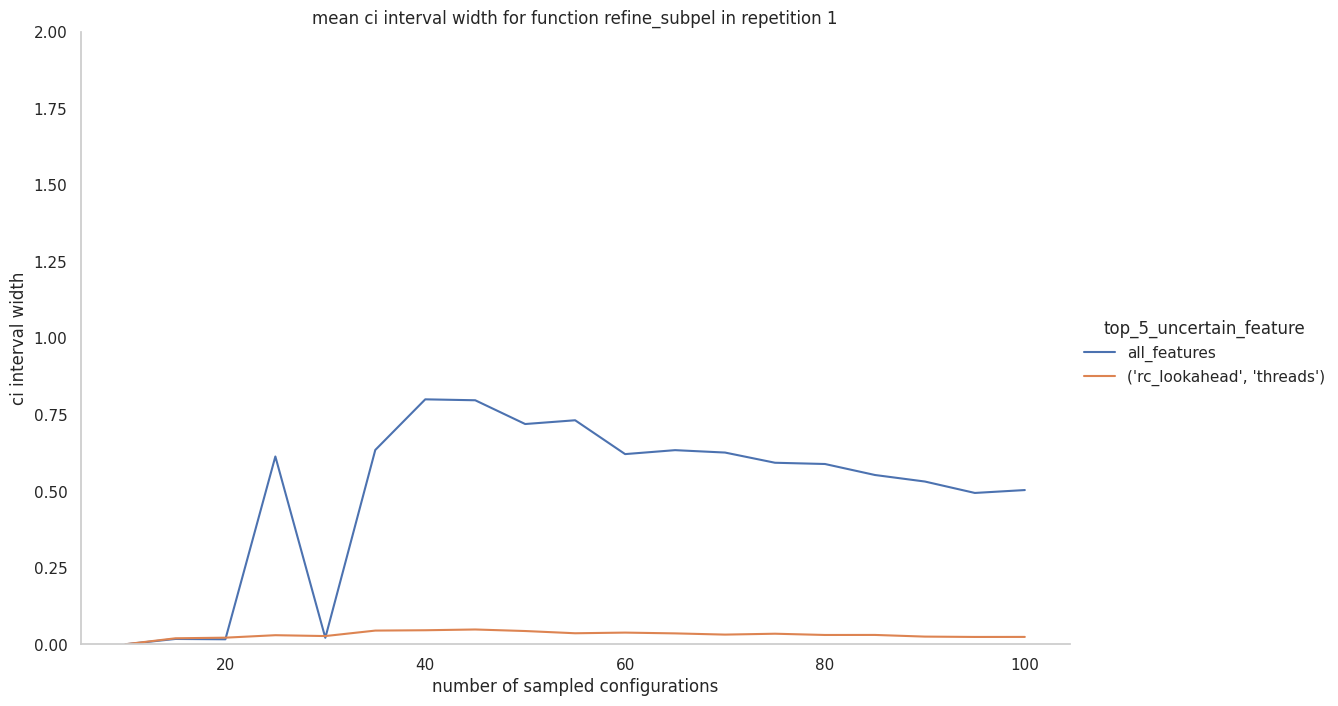 mean ci interval width for function refine_subpel in repetition 1
2.00
1.75
1.50
1.25
1.00
0.75
0.50
0.25
0.00
ci interval width
20
40
60
80
100
number of sampled configurations
top_5_uncertain_feature
all_features
('rc_lookahead', 'threads')